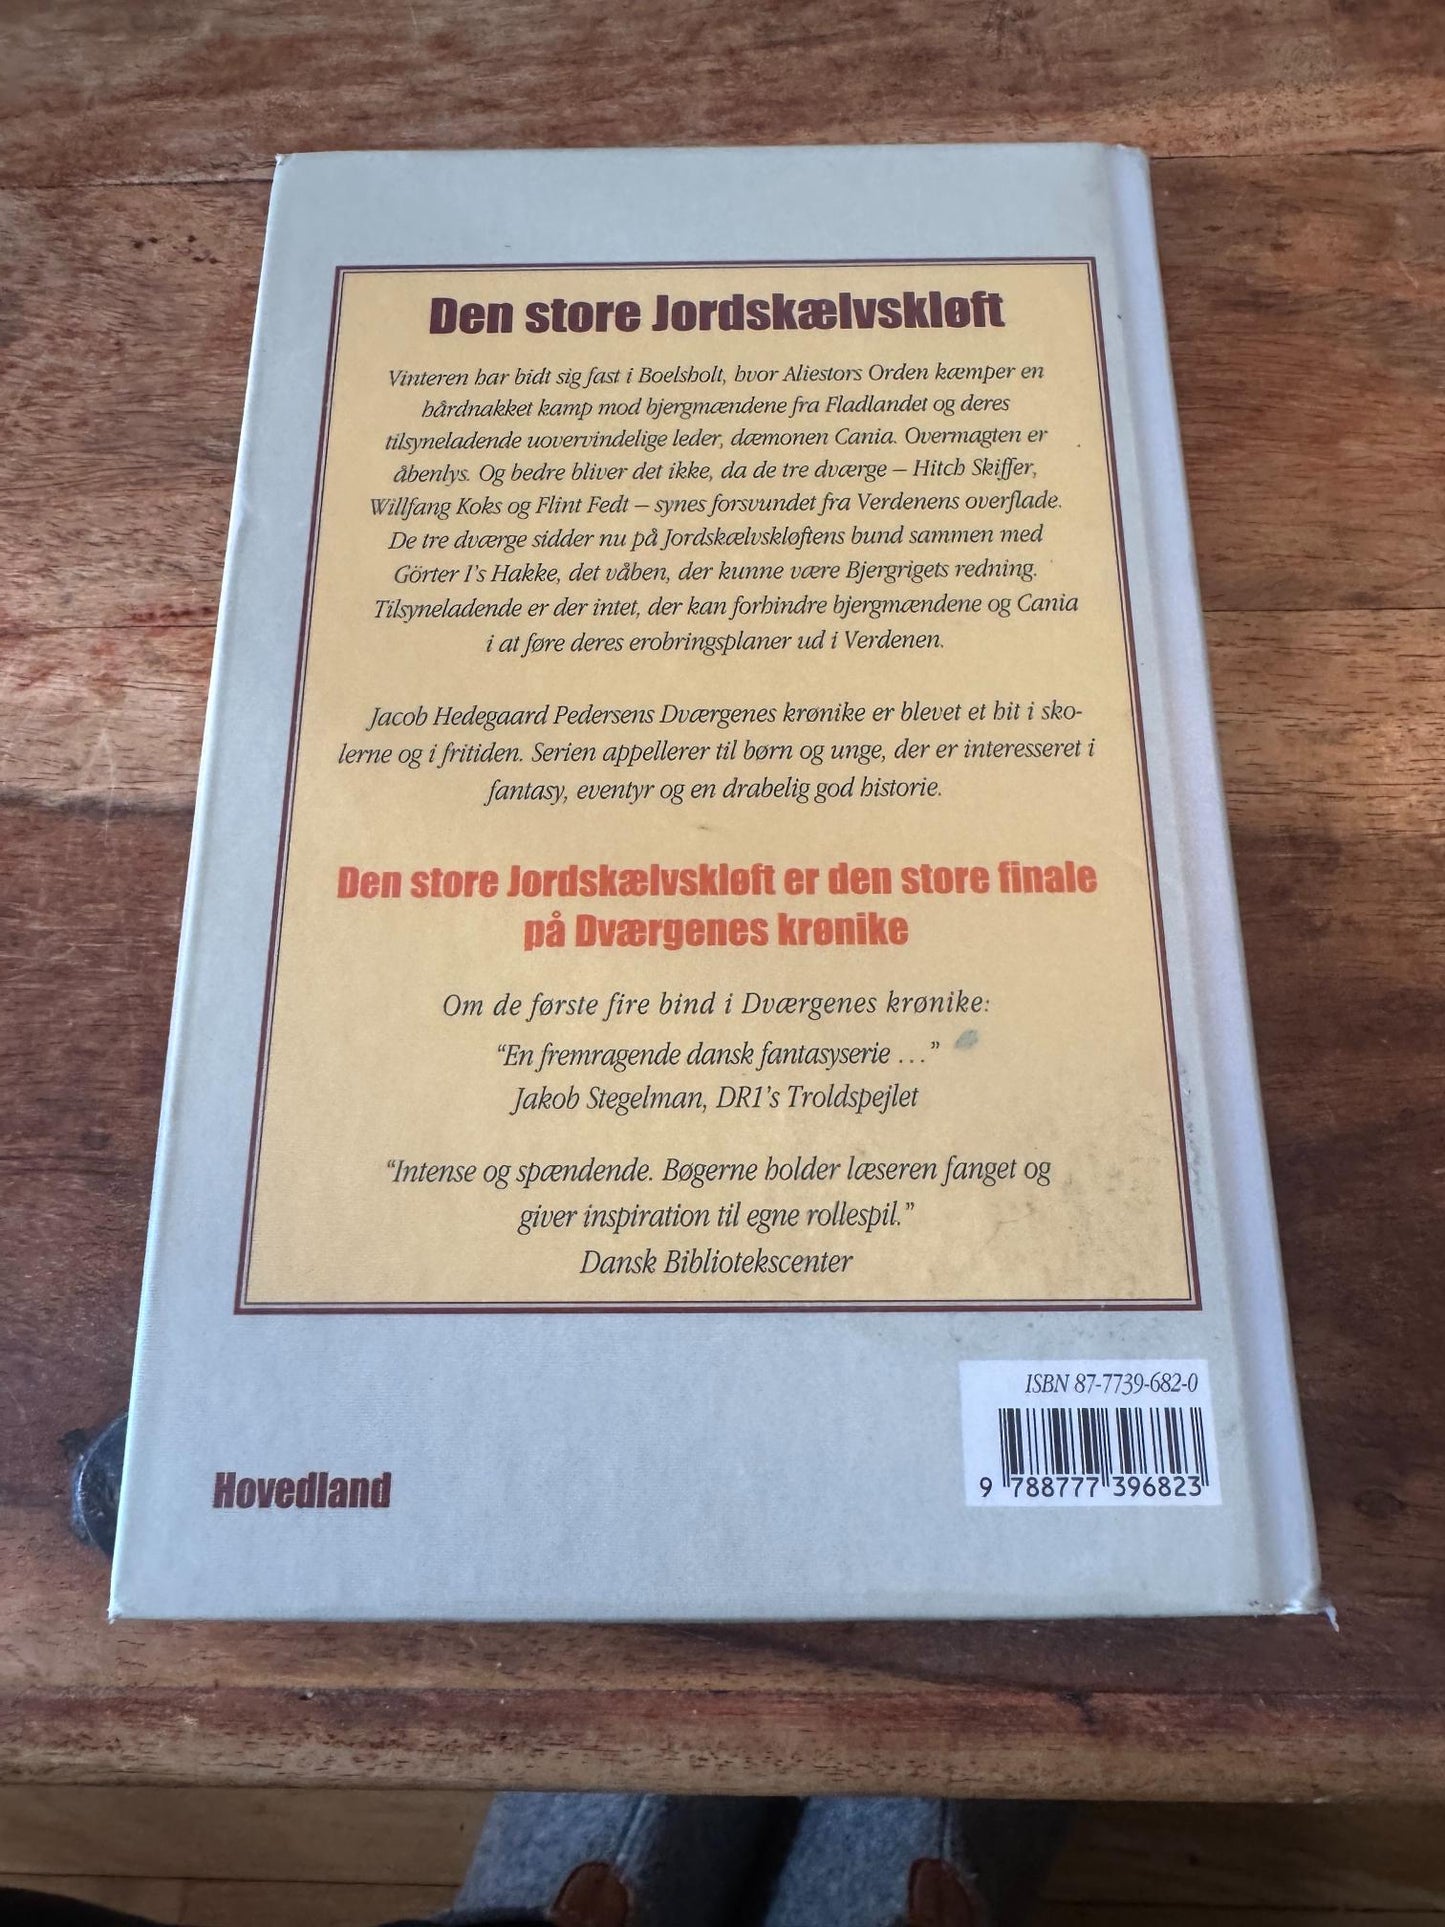 Den store Jordskælvskløft
Vinteren har bidt sig fast i Boelsholt, hvor Aliestors Orden kæmper en
hårdnakket kamp mod bjergmændene fra Fladlandet og deres
tilsyneladende uovervindelige leder, dæmonen Cania. Overmagten er
åbenlys. Og bedre bliver det ikke, da de tre dværge – Hitch Skiffer,
Willfang Koks og Flint Fedt – synes forsvundet fra Verdenens overflade.
De tre dværge sidder nu på Jordskælvskløftens bund sammen med
Görter I's Hakke, det våben, der kunne være Bjergrigets redning.
Tilsyneladende er der intet, der kan forhindre bjergmændene og Cania
i at føre deres erobringsplaner ud i Verdenen.
Jacob Hedegaard Pedersens Dværgenes krønike er blevet et hit i sko-
lerne og i fritiden. Serien appellerer til børn og unge, der er interesseret i
fantasy, eventyr og en drabelig god historie.
Den store Jordskælvskløft er den store finale
på Dværgenes krønike
Om de første fire bind i Dværgenes krønike:
“En fremragende dansk fantasyserie ...”
Jakob Stegelman, DR1's Troldspejlet
“Intense og spændende. Bøgerne holder læseren fanget og
giver inspiration til egne rollespil.”
Dansk Bibliotekscenter
ISBN 87-7739-682-0
9 788777 396823
Hovedland